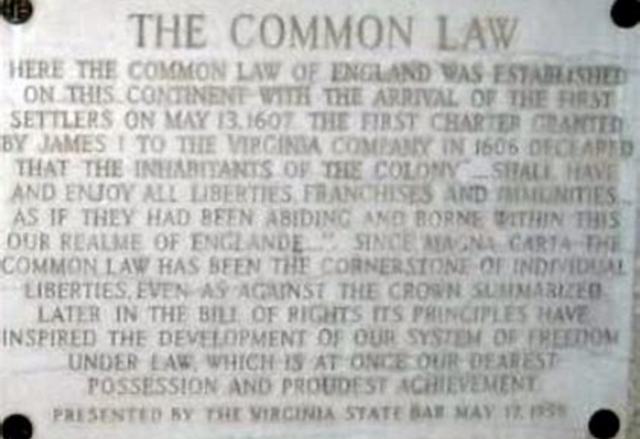 THE COMMON LAW
HERE THE COMMON LAW OF ENGLAND WAS ESTABLISHED
ON THIS CONTINENT WITH THE ARRIVAL OF THE FIRST
SETTLERS ON MAY 13, 1607. THE FIRST CHARTER GRANTED
BY JAMES I TO THE VIRGINIA COMPANY IN 1606 DECLARED
THAT THE INHABITANTS OF THE COLONY "...SHALL HAVE
AND ENJOY ALL LIBERTIES, FRANCHISES AND IMMUNITIES...
AS IF THEY HAD BEEN ABIDING AND BORNE WITHIN THIS
OUR REALME OF ENGLANDE...". SINCE MAGNA CARTA THE
COMMON LAW HAS BEEN THE CORNERSTONE OF INDIVIDUAL
LIBERTIES, EVEN AS AGAINST THE CROWN. SUMMARIZED
LATER IN THE BILL OF RIGHTS ITS PRINCIPLES HAVE
INSPIRED THE DEVELOPMENT OF OUR SYSTEM OF FREEDOM
UNDER LAW, WHICH IS AT ONCE OUR DEAREST
POSSESSION AND PROUDEST ACHIEVEMENT.
PRESENTED BY THE VIRGINIA STATE BAR MAY 17, 1959